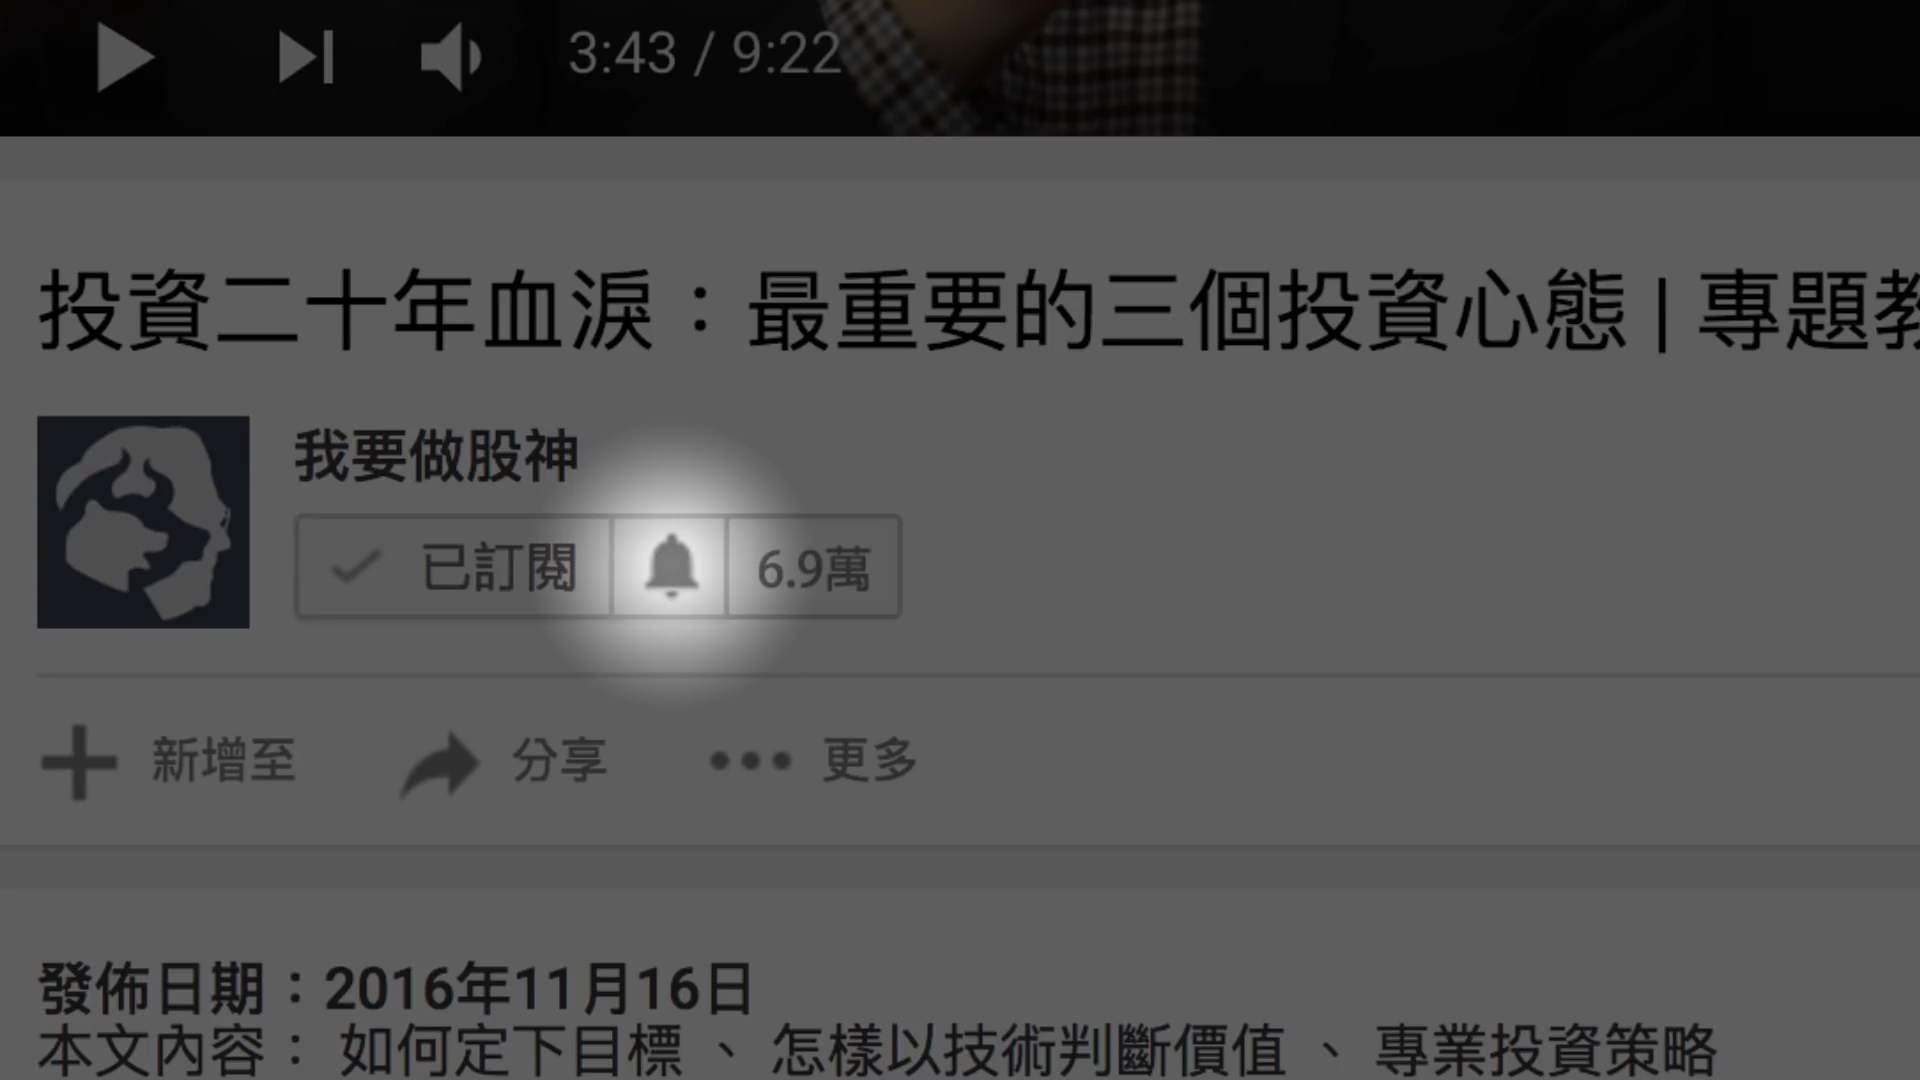 3:43 / 9:22
投資二十年血淚：最重要的三個投資心態 | 專題教
我要做股神
已訂閱 6.9萬
新增至 分享 更多
發佈日期：2016年11月16日
本文內容： 如何定下目標 、 怎樣以技術判斷價值 、 專業投資策略